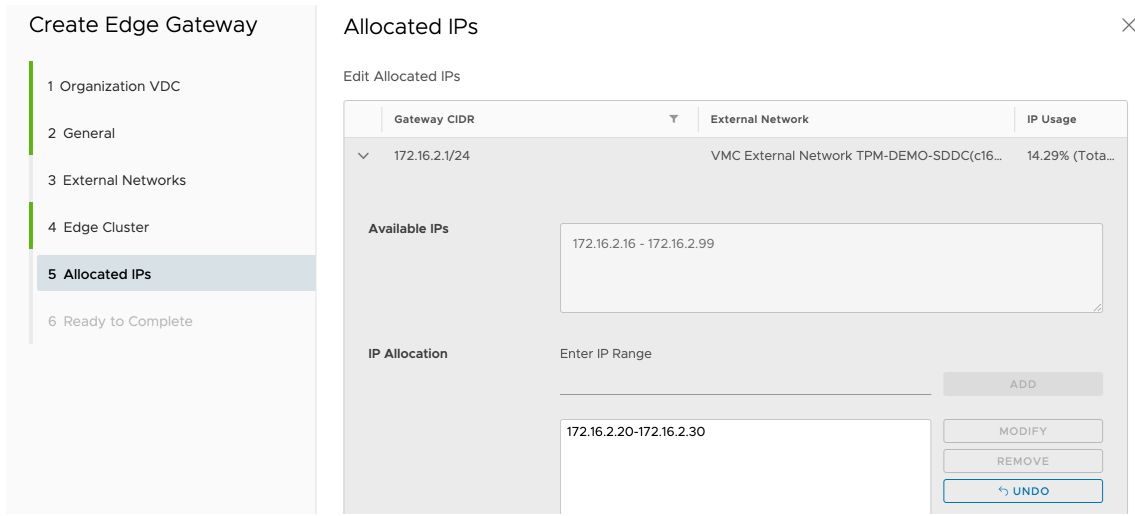 Create Edge Gateway
1 Organization VDC
2 General
3 External Networks
4 Edge Cluster
5 Allocated IPs
6 Ready to Complete
Allocated IPs
Edit Allocated IPs
Gateway CIDR External Network IP Usage
172.16.2.1/24 VMC External Network TPM-DEMO-SDDC(c16... 14.29% (Tota...
Available IPs
172.16.2.16 - 172.16.2.99
IP Allocation Enter IP Range
ADD
172.16.2.20-172.16.2.30
MODIFY
REMOVE
UNDO